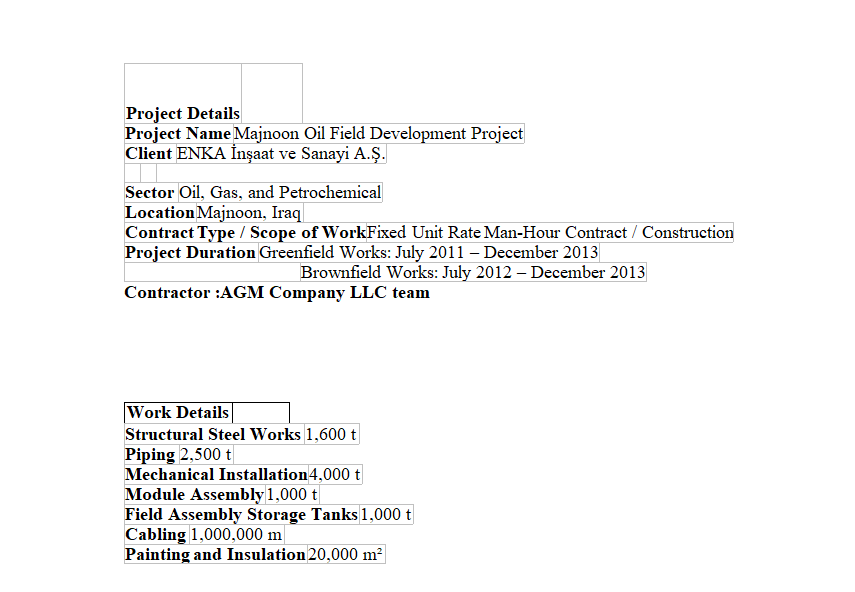 Project Details
Project Name Majnoon Oil Field Development Project
Client ENKA İnşaat ve Sanayi A.Ş.
Sector Oil, Gas, and Petrochemical
Location Majnoon, Iraq
Contract Type / Scope of Work Fixed Unit Rate Man-Hour Contract / Construction
Project Duration Greenfield Works: July 2011 – December 2013
Brownfield Works: July 2012 – December 2013
Contractor :AGM Company LLC team
Work Details
Structural Steel Works 1,600 t
Piping 2,500 t
Mechanical Installation 4,000 t
Module Assembly 1,000 t
Field Assembly Storage Tanks 1,000 t
Cabling 1,000,000 m
Painting and Insulation 20,000 m²